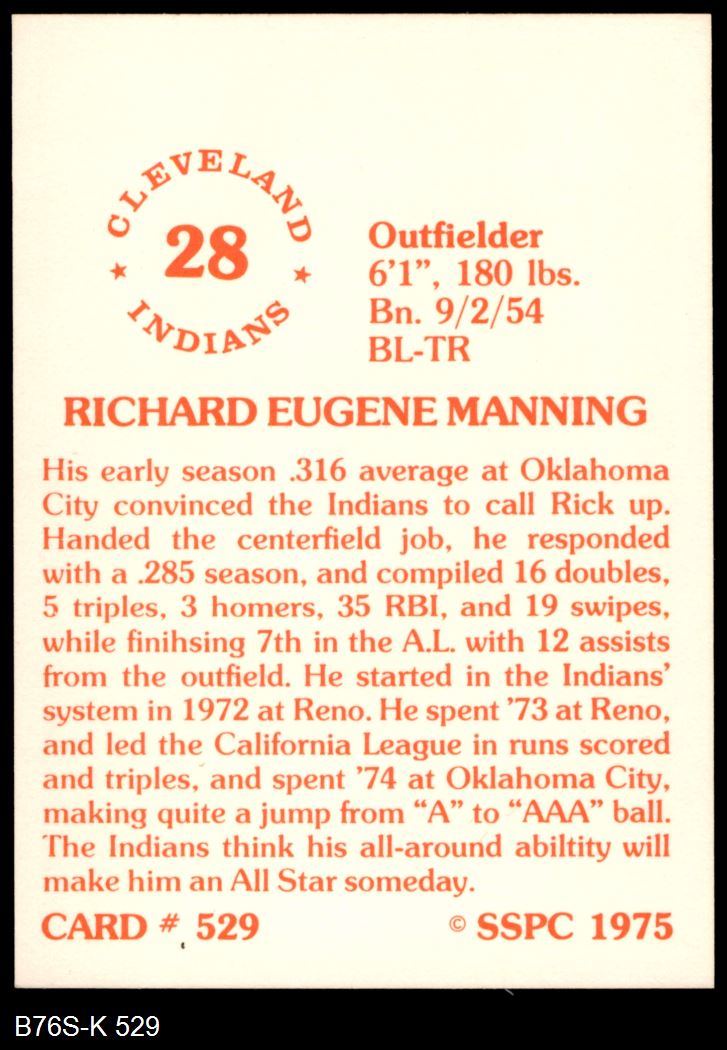 CLEVELAND
28
INDIANS
Outfielder
6'1”, 180 lbs.
Bn. 9/2/54
BL-TR
RICHARD EUGENE MANNING
His early season .316 average at Oklahoma
City convinced the Indians to call Rick up.
Handed the centerfield job, he responded
with a .285 season, and compiled 16 doubles,
5 triples, 3 homers, 35 RBI, and 19 swipes,
while finihsing 7th in the A.L. with 12 assists
from the outfield. He started in the Indians’
system in 1972 at Reno. He spent ’73 at Reno,
and led the California League in runs scored
and triples, and spent ’74 at Oklahoma City,
making quite a jump from “A” to “AAA” ball.
The Indians think his all-around abiltity will
make him an All Star someday.
CARD # 529 © SSPC 1975
B76S-K 529